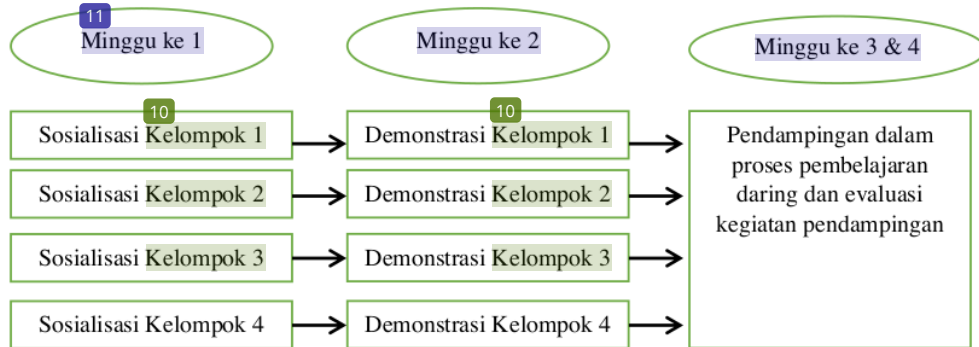 11
Minggu ke 1
Minggu ke 2
Minggu ke 3 & 4
10
10
Sosialisasi Kelompok 1
Demonstrasi Kelompok 1
Sosialisasi Kelompok 2
Demonstrasi Kelompok 2
Sosialisasi Kelompok 3
Demonstrasi Kelompok 3
Sosialisasi Kelompok 4
Demonstrasi Kelompok 4
Pendampingan dalam
proses pembelajaran
daring dan evaluasi
kegiatan pendampingan